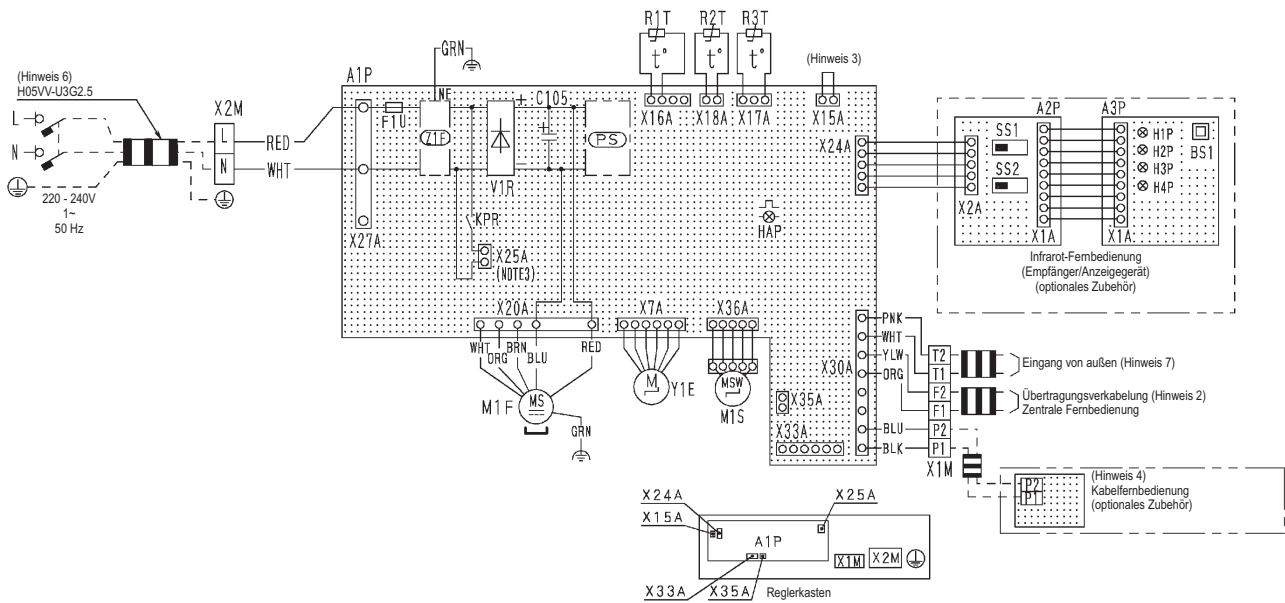 (Hinweis 6)
H05VV-U3G2.5
L
N
220 - 240V
1~
50 Hz
X2M
L
N
RED
WHT
A1P
GRN
NF
F1U
Z1F
V1R
+
-
C105
+
PS
X27A
KPR
X25A
(NOTE3)
R1T
R2T
R3T
t°
t°
t°
(Hinweis 3)
X16A
X18A
X17A
X15A
X24A
HAP
A2P
A3P
SS1
SS2
X2A
X1A
X1A
H1P
H2P
H3P
H4P
BS1
Infrarot-Fernbedienung
(Empfänger/Anzeigegerät)
(optionales Zubehör)
X20A
X7A
X36A
WHT
ORG
BRN
BLU
RED
MS
M1F
GRN
M
Y1E
MSW
M1S
X35A
X33A
X30A
PNK
WHT
YLW
ORG
BLU
BLK
T2
T1
F2
F1
P2
P1
X1M
Eingang von außen (Hinweis 7)
Übertragungsverkabelung (Hinweis 2)
Zentrale Fernbedienung
P2
P1
(Hinweis 4)
Kabelfernbedienung
(optionales Zubehör)
X24A
X15A
X25A
A1P
X1M
X2M
X33A
X35A
Reglerkasten